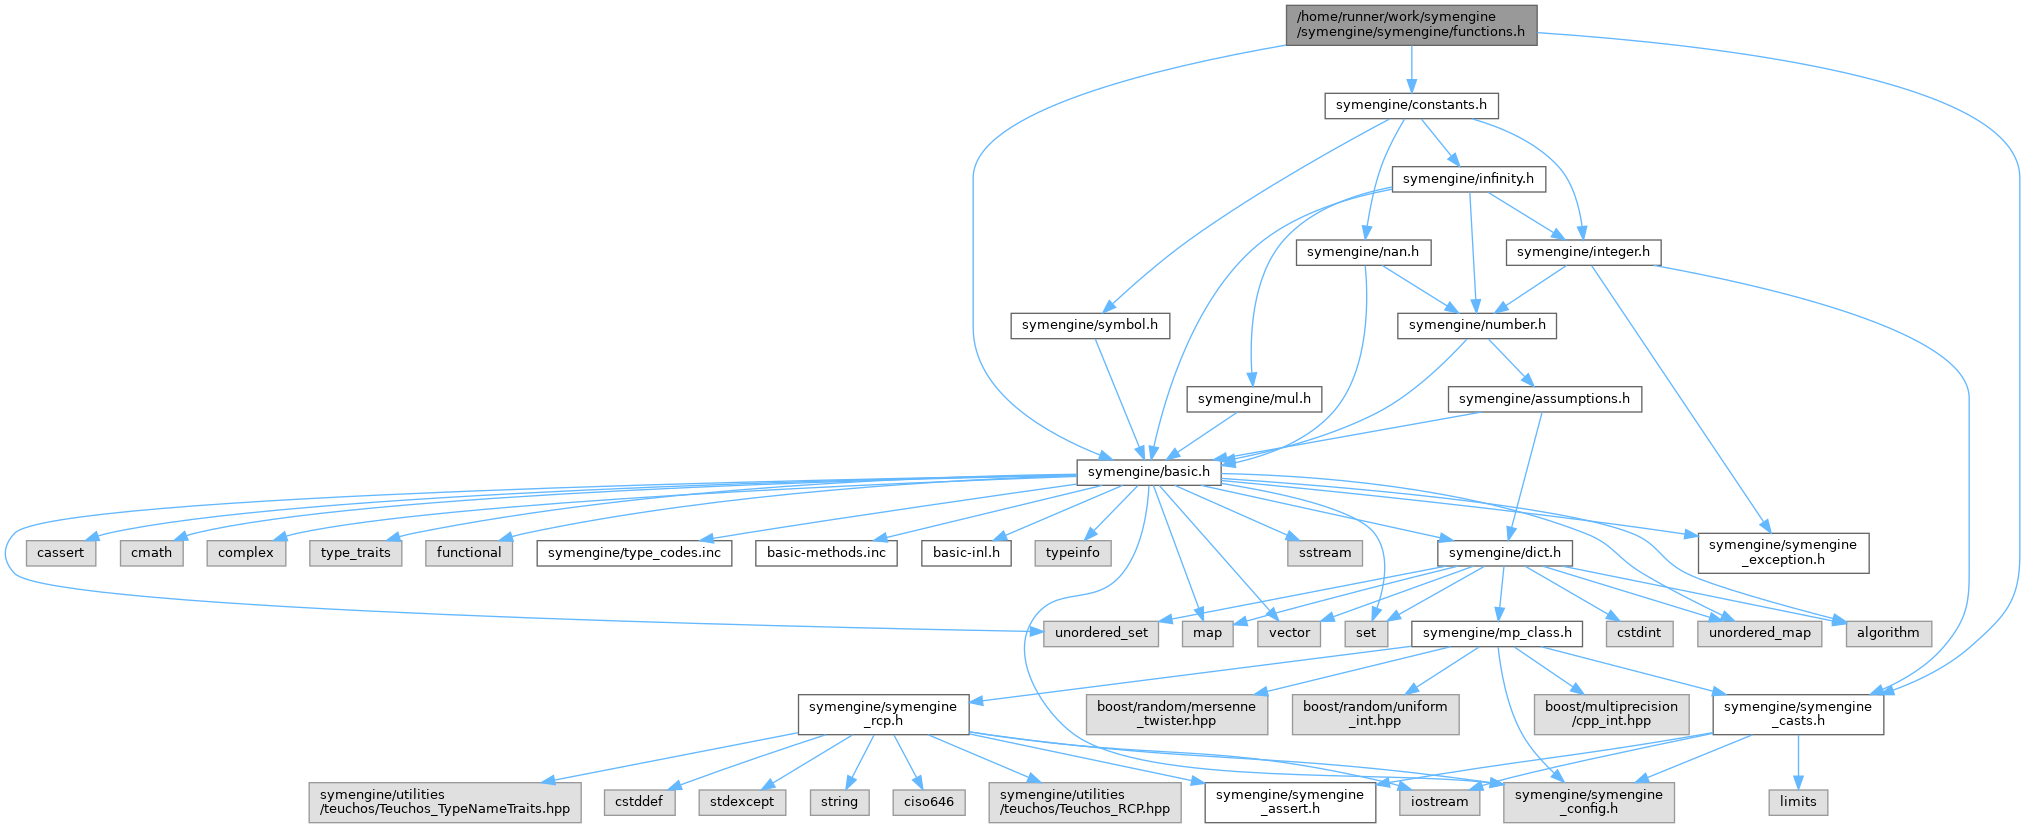 /home/runner/work/symengine
/symengine/symengine/functions.h
symengine/constants.h
symengine/infinity.h
symengine/nan.h
symengine/integer.h
symengine/symbol.h
symengine/number.h
symengine/mul.h
symengine/assumptions.h
symengine/basic.h
cassert
cmath
complex
type_traits
functional
symengine/type_codes.inc
basic-methods.inc
basic-inl.h
typeinfo
sstream
symengine/dict.h
symengine/symengine
_exception.h
unordered_set
map
vector
set
symengine/mp_class.h
cstdint
unordered_map
algorithm
symengine/symengine
_rcp.h
boost/random/mersenne
_twister.hpp
boost/random/uniform
_int.hpp
boost/multiprecision
/cpp_int.hpp
symengine/symengine
_casts.h
symengine/utilities
/teuchos/Teuchos_TypeNameTraits.hpp
cstddef
stdexcept
string
ciso646
symengine/utilities
/teuchos/Teuchos_RCP.hpp
symengine/symengine
_assert.h
iostream
symengine/symengine
_config.h
limits